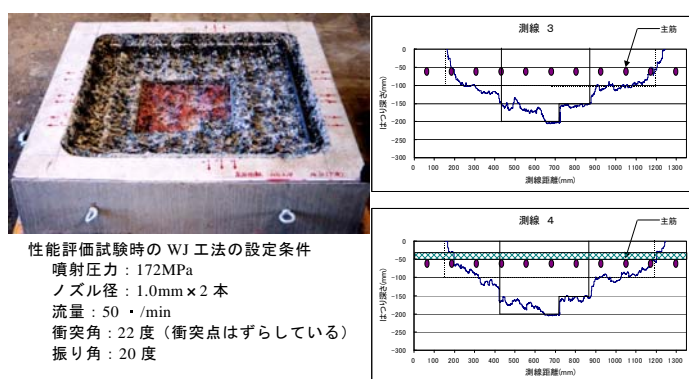 測線 3
主筋
はつり深さ(mm)
0
-50
-100
-150
-200
-250
-300
0 100 200 300 400 500 600 700 800 900 1000 1100 1200 1300
測線距離(mm)
測線 4
主筋
はつり深さ(mm)
0
-50
-100
-150
-200
-250
-300
0 100 200 300 400 500 600 700 800 900 1000 1100 1200 1300
測線距離(mm)
性能評価試験時の WJ 工法の設定条件
噴射圧力：172MPa
ノズル径：1.0mm×2 本
流量：50 ・/min
衝突角：22 度（衝突点はずらしている）
振り角：20 度